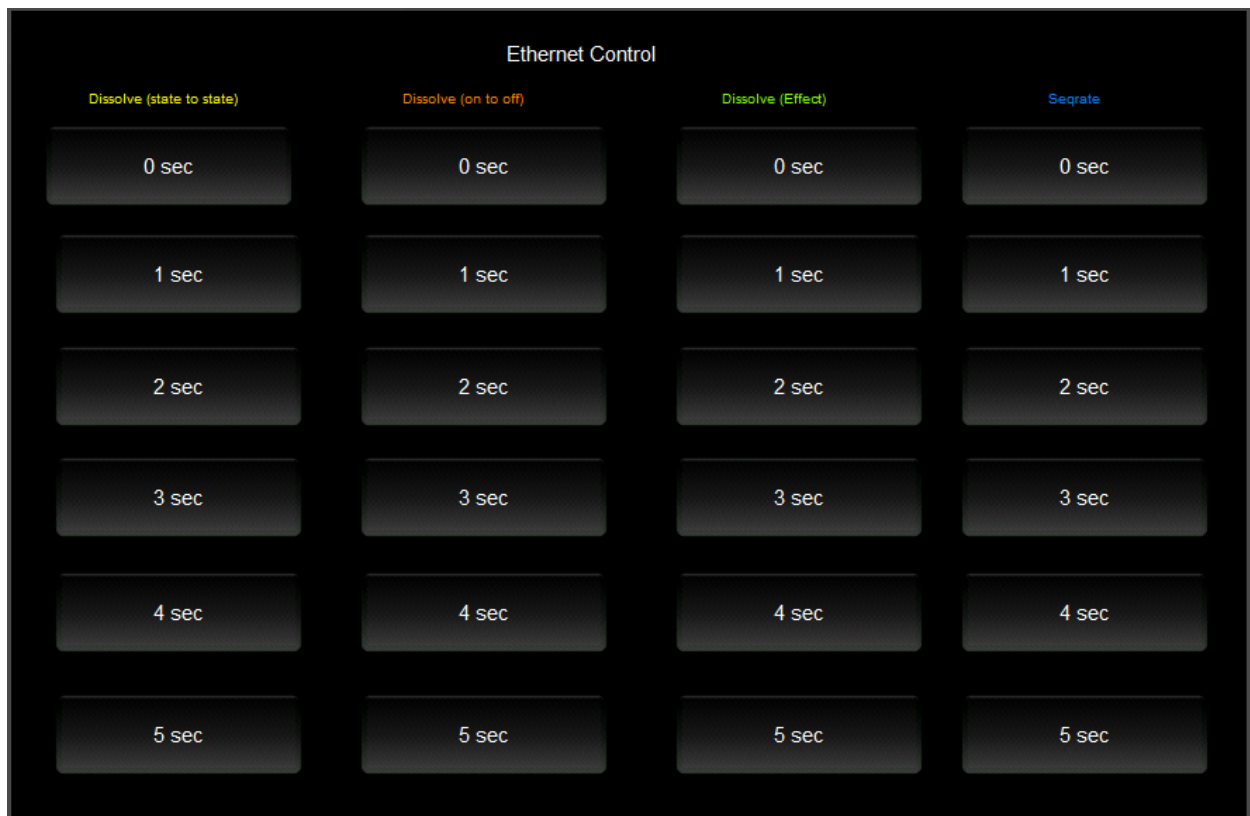 Ethernet Control
Dissolve (state to state) Dissolve (on to off) Dissolve (Effect) Seqrate
0 sec 0 sec 0 sec 0 sec
1 sec 1 sec 1 sec 1 sec
2 sec 2 sec 2 sec 2 sec
3 sec 3 sec 3 sec 3 sec
4 sec 4 sec 4 sec 4 sec
5 sec 5 sec 5 sec 5 sec